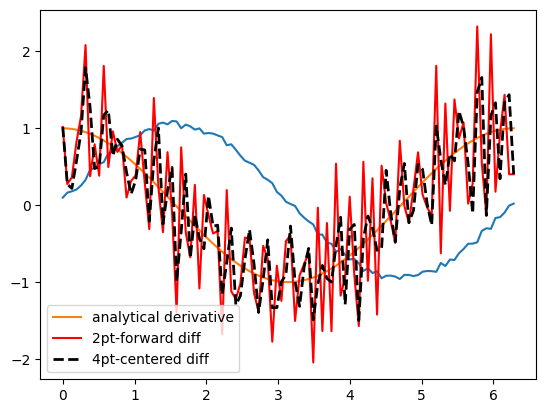 2
1
0
−1
−2
analytical derivative
2pt-forward diff
4pt-centered diff
0 1 2 3 4 5 6